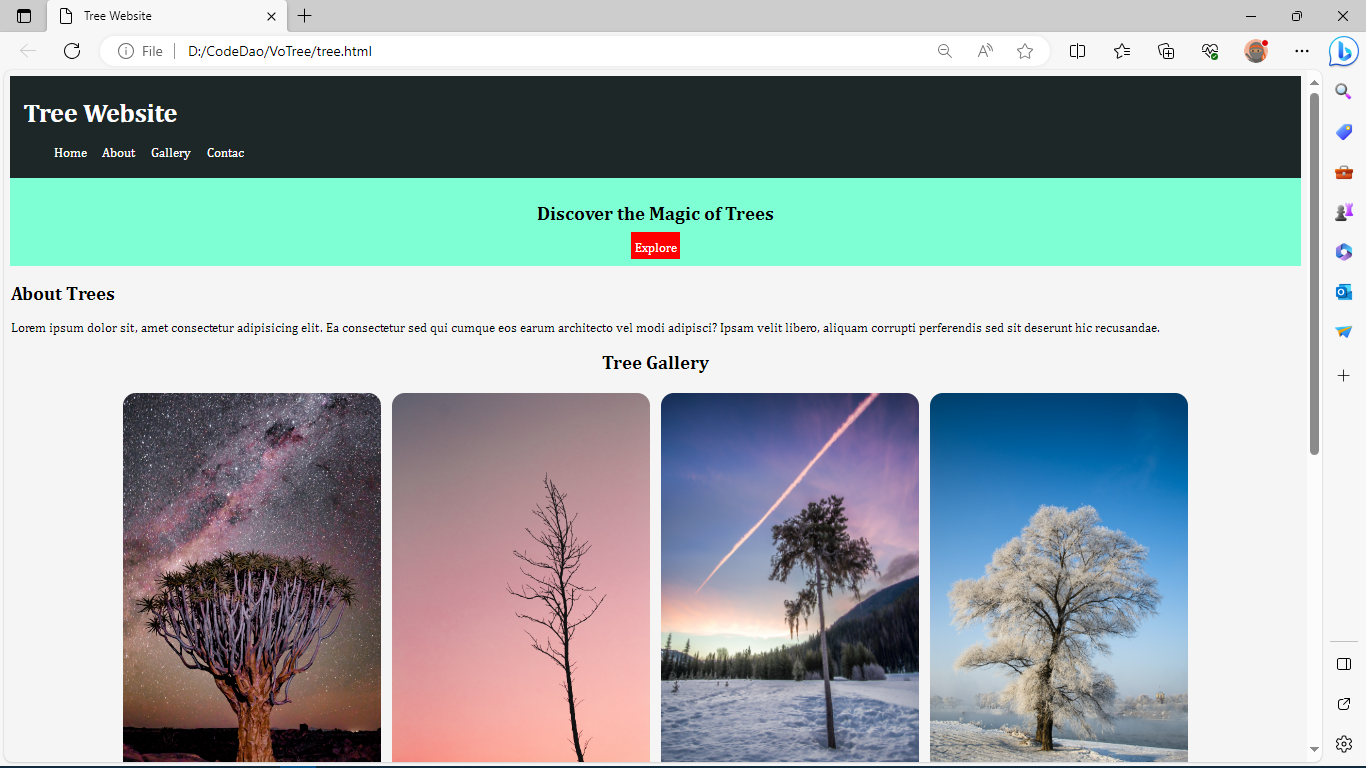 Tree Website
File D:/CodeDao/VoTree/tree.html
Tree Website
Home About Gallery Contac
Discover the Magic of Trees
Explore
About Trees
Lorem ipsum dolor sit, amet consectetur adipisicing elit. Ea consectetur sed qui cumque eos earum architecto vel modi adipisci? Ipsam velit libero, aliquam corrupti perferendis sed sit deserunt hic recusandae.
Tree Gallery